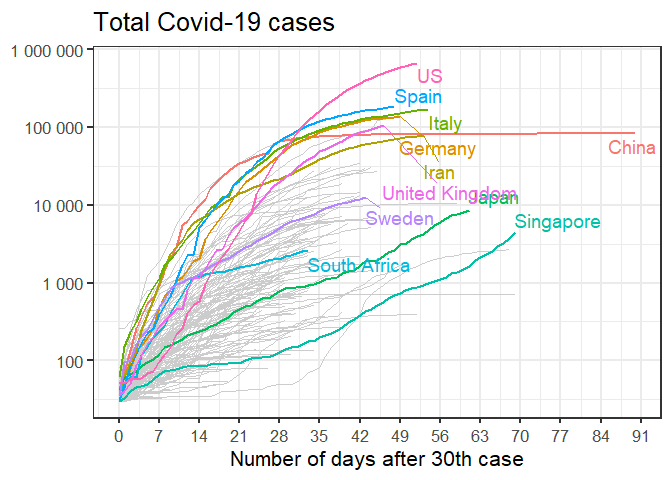 Total Covid-19 cases
1 000 000
100 000
10 000
1 000
100
US
Spain
Italy
Germany
China
Iran
United Kingdom
Japan
Sweden
Singapore
South Africa
0 7 14 21 28 35 42 49 56 63 70 77 84 91
Number of days after 30th case